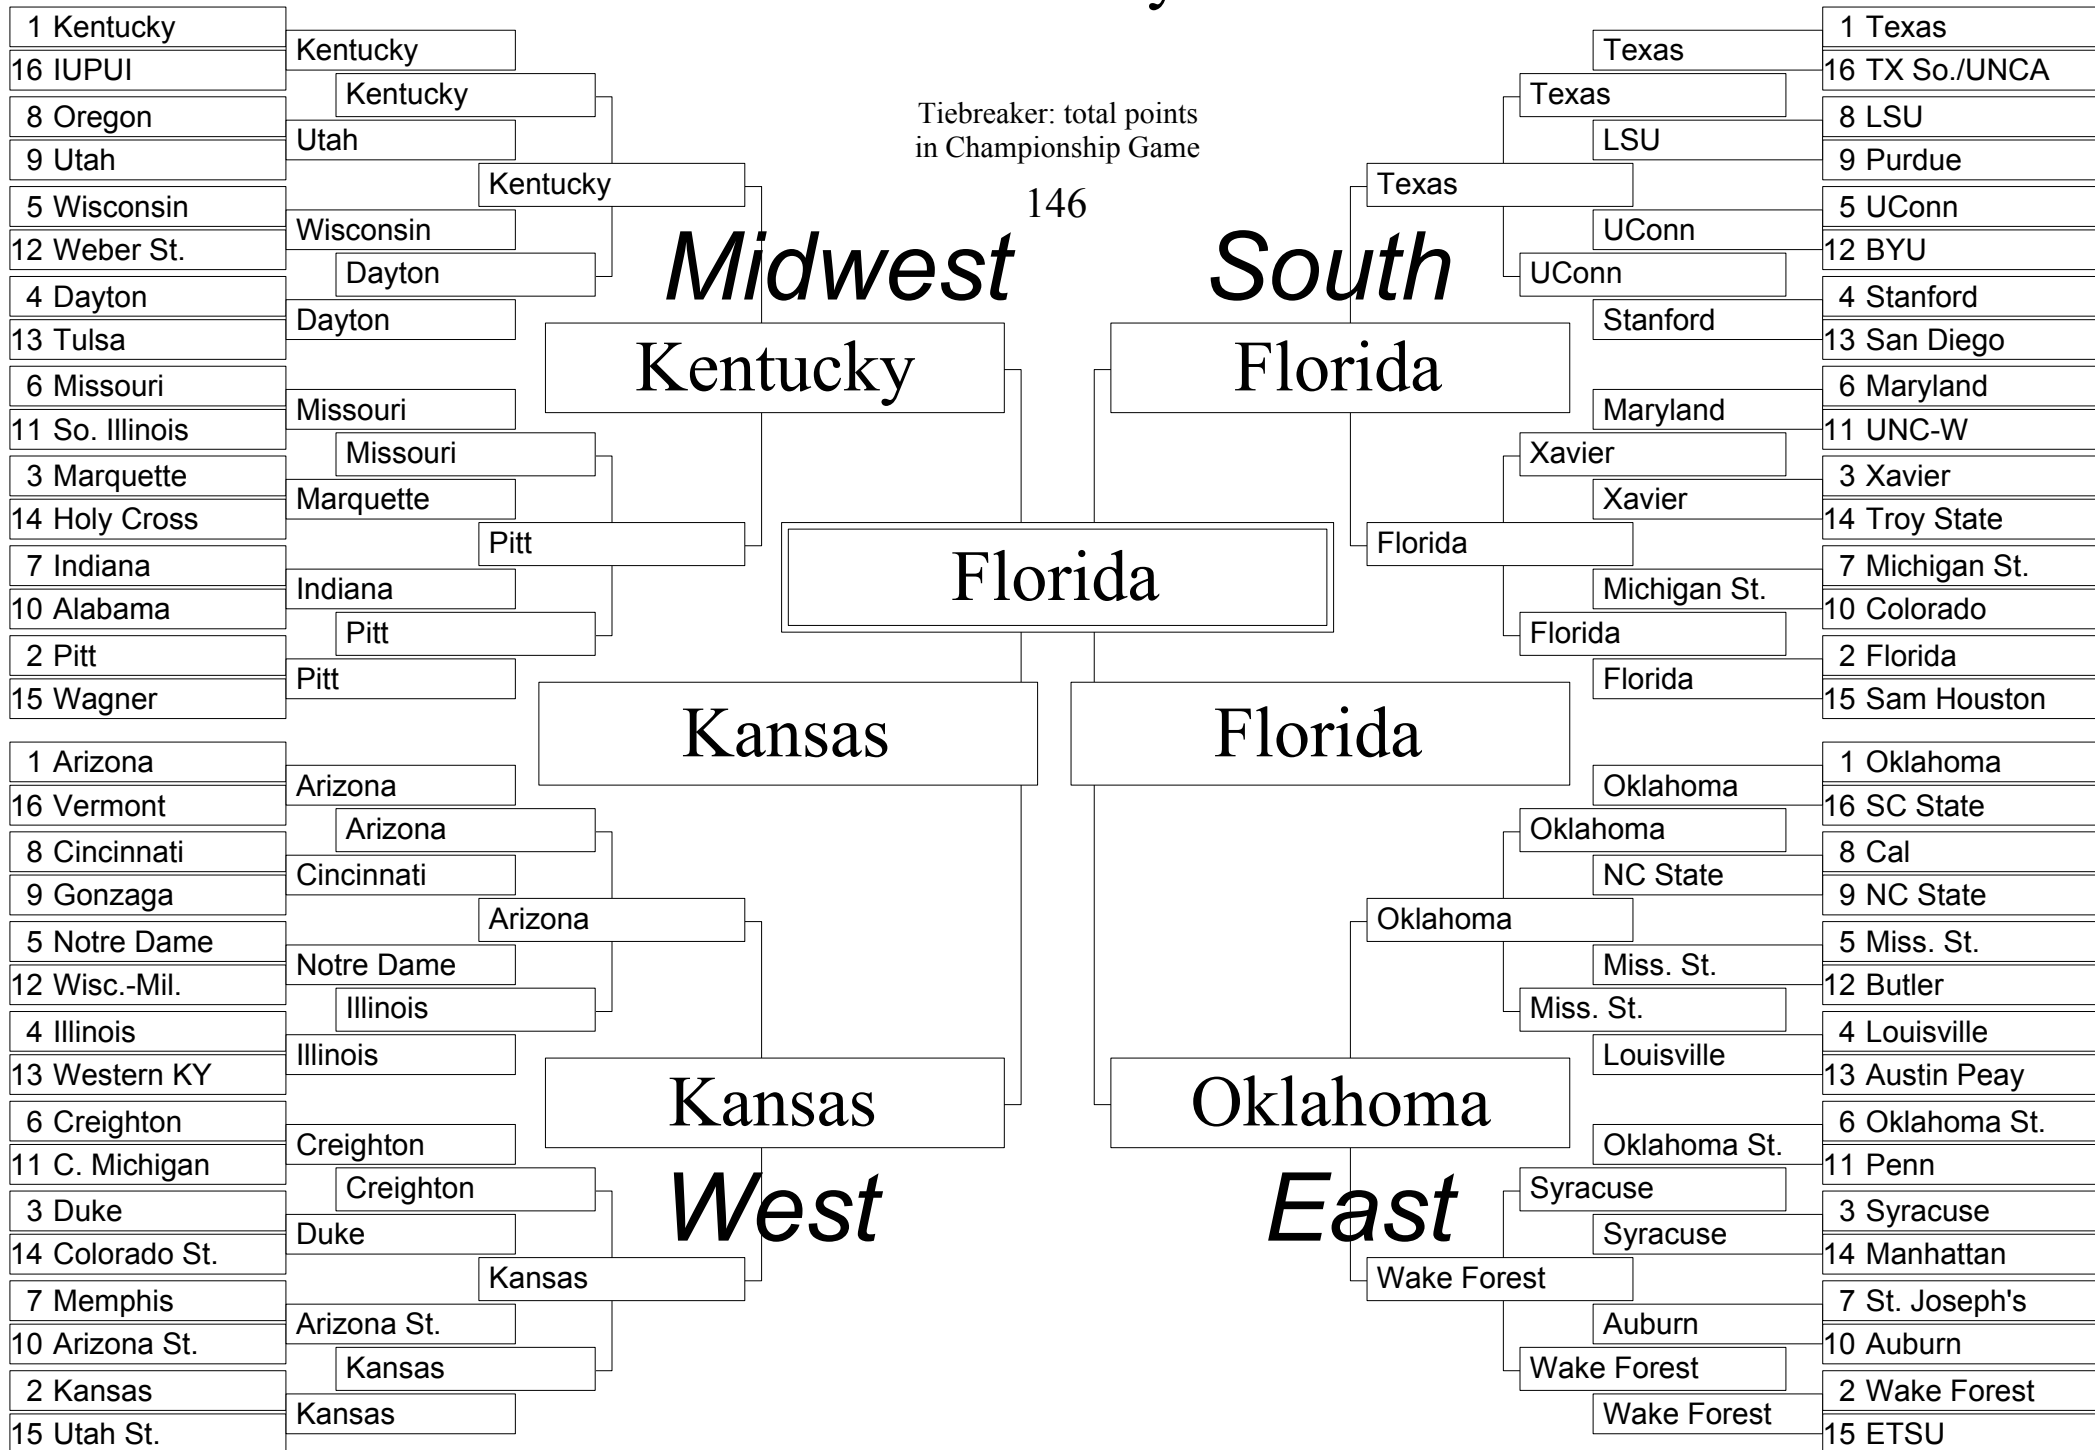 1 Kentucky
16 IUPUI
8 Oregon
9 Utah
5 Wisconsin
12 Weber St.
4 Dayton
13 Tulsa
6 Missouri
11 So. Illinois
3 Marquette
14 Holy Cross
7 Indiana
10 Alabama
2 Pitt
15 Wagner
Kentucky
Utah
Wisconsin
Dayton
Missouri
Marquette
Indiana
Pitt
Kentucky
Dayton
Missouri
Pitt
Kentucky
Pitt
Midwest
Kentucky
1 Arizona
16 Vermont
8 Cincinnati
9 Gonzaga
5 Notre Dame
12 Wisc.-Mil.
4 Illinois
13 Western KY
6 Creighton
11 C. Michigan
3 Duke
14 Colorado St.
7 Memphis
10 Arizona St.
2 Kansas
15 Utah St.
Arizona
Cincinnati
Notre Dame
Illinois
Creighton
Duke
Arizona St.
Kansas
Arizona
Illinois
Creighton
Kansas
Arizona
Kansas
Kansas
West
Tiebreaker: total points
in Championship Game
146
Florida
Kansas
Florida
South
Florida
Texas
Florida
Texas
UConn
Xavier
Florida
Texas
LSU
UConn
Stanford
Maryland
Xavier
Michigan St.
Florida
1 Texas
16 TX So./UNCA
8 LSU
9 Purdue
5 UConn
12 BYU
4 Stanford
13 San Diego
6 Maryland
11 UNC-W
3 Xavier
14 Troy State
7 Michigan St.
10 Colorado
2 Florida
15 Sam Houston
Oklahoma
East
Oklahoma
Wake Forest
Oklahoma
Miss. St.
Syracuse
Wake Forest
Oklahoma
NC State
Miss. St.
Louisville
Oklahoma St.
Syracuse
Auburn
Wake Forest
1 Oklahoma
16 SC State
8 Cal
9 NC State
5 Miss. St.
12 Butler
4 Louisville
13 Austin Peay
6 Oklahoma St.
11 Penn
3 Syracuse
14 Manhattan
7 St. Joseph's
10 Auburn
2 Wake Forest
15 ETSU